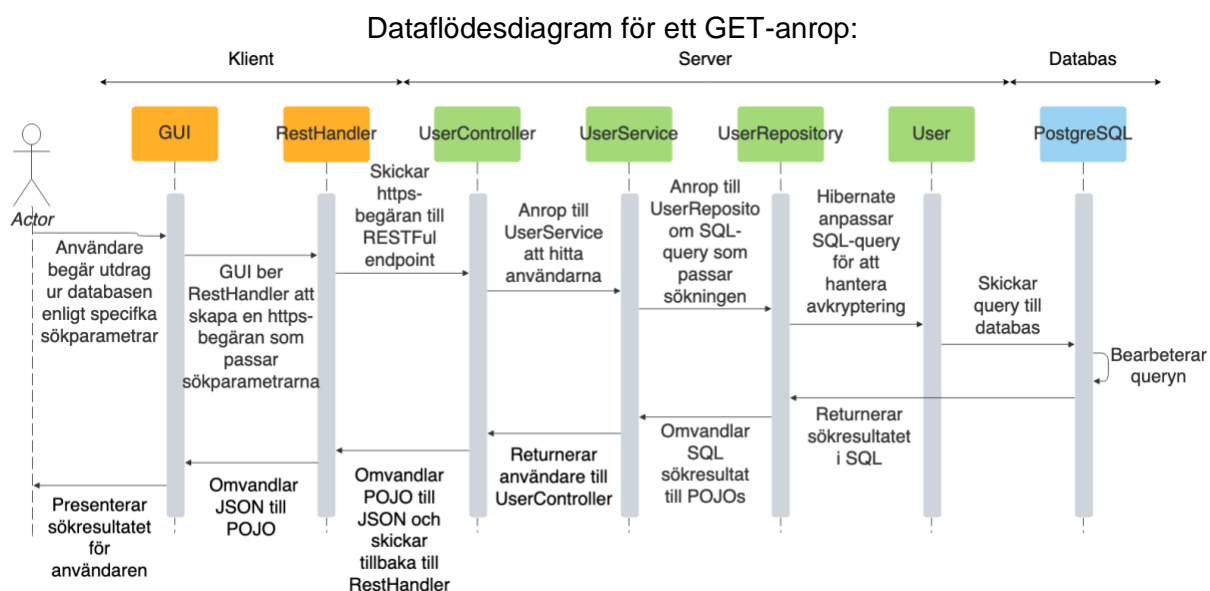 Dataflödesdiagram för ett GET-anrop:
Klient
Server
Databas
GUI
RestHandler
UserController
UserService
UserRepository
User
PostgreSQL
Actor
Användare
begär utdrag
ur databasen
enligt specifka
sökparametrar
GUI ber
RestHandler att
skapa en https-
begäran som
passar
sökparametrarna
Skickar
https-
begäran till
RESTFul
endpoint
Anrop till
UserService
att hitta
användarna
Anrop till
UserReposito
om SQL-
query som
passar
sökningen
Hibernate
anpassar
SQL-query
för att
hantera
avkryptering
Skickar
query till
databas
Bearbeterar
queryn
Returnerar
sökresultatet
i SQL
Omvandlar
SQL
sökresultat
till POJOs
Returnerar
användare till
UserController
Omvandlar
POJO till
JSON och
skickar
tillbaka till
RestHandler
Omvandlar
JSON till
POJO
Presenterar
sökresultatet
för
användaren